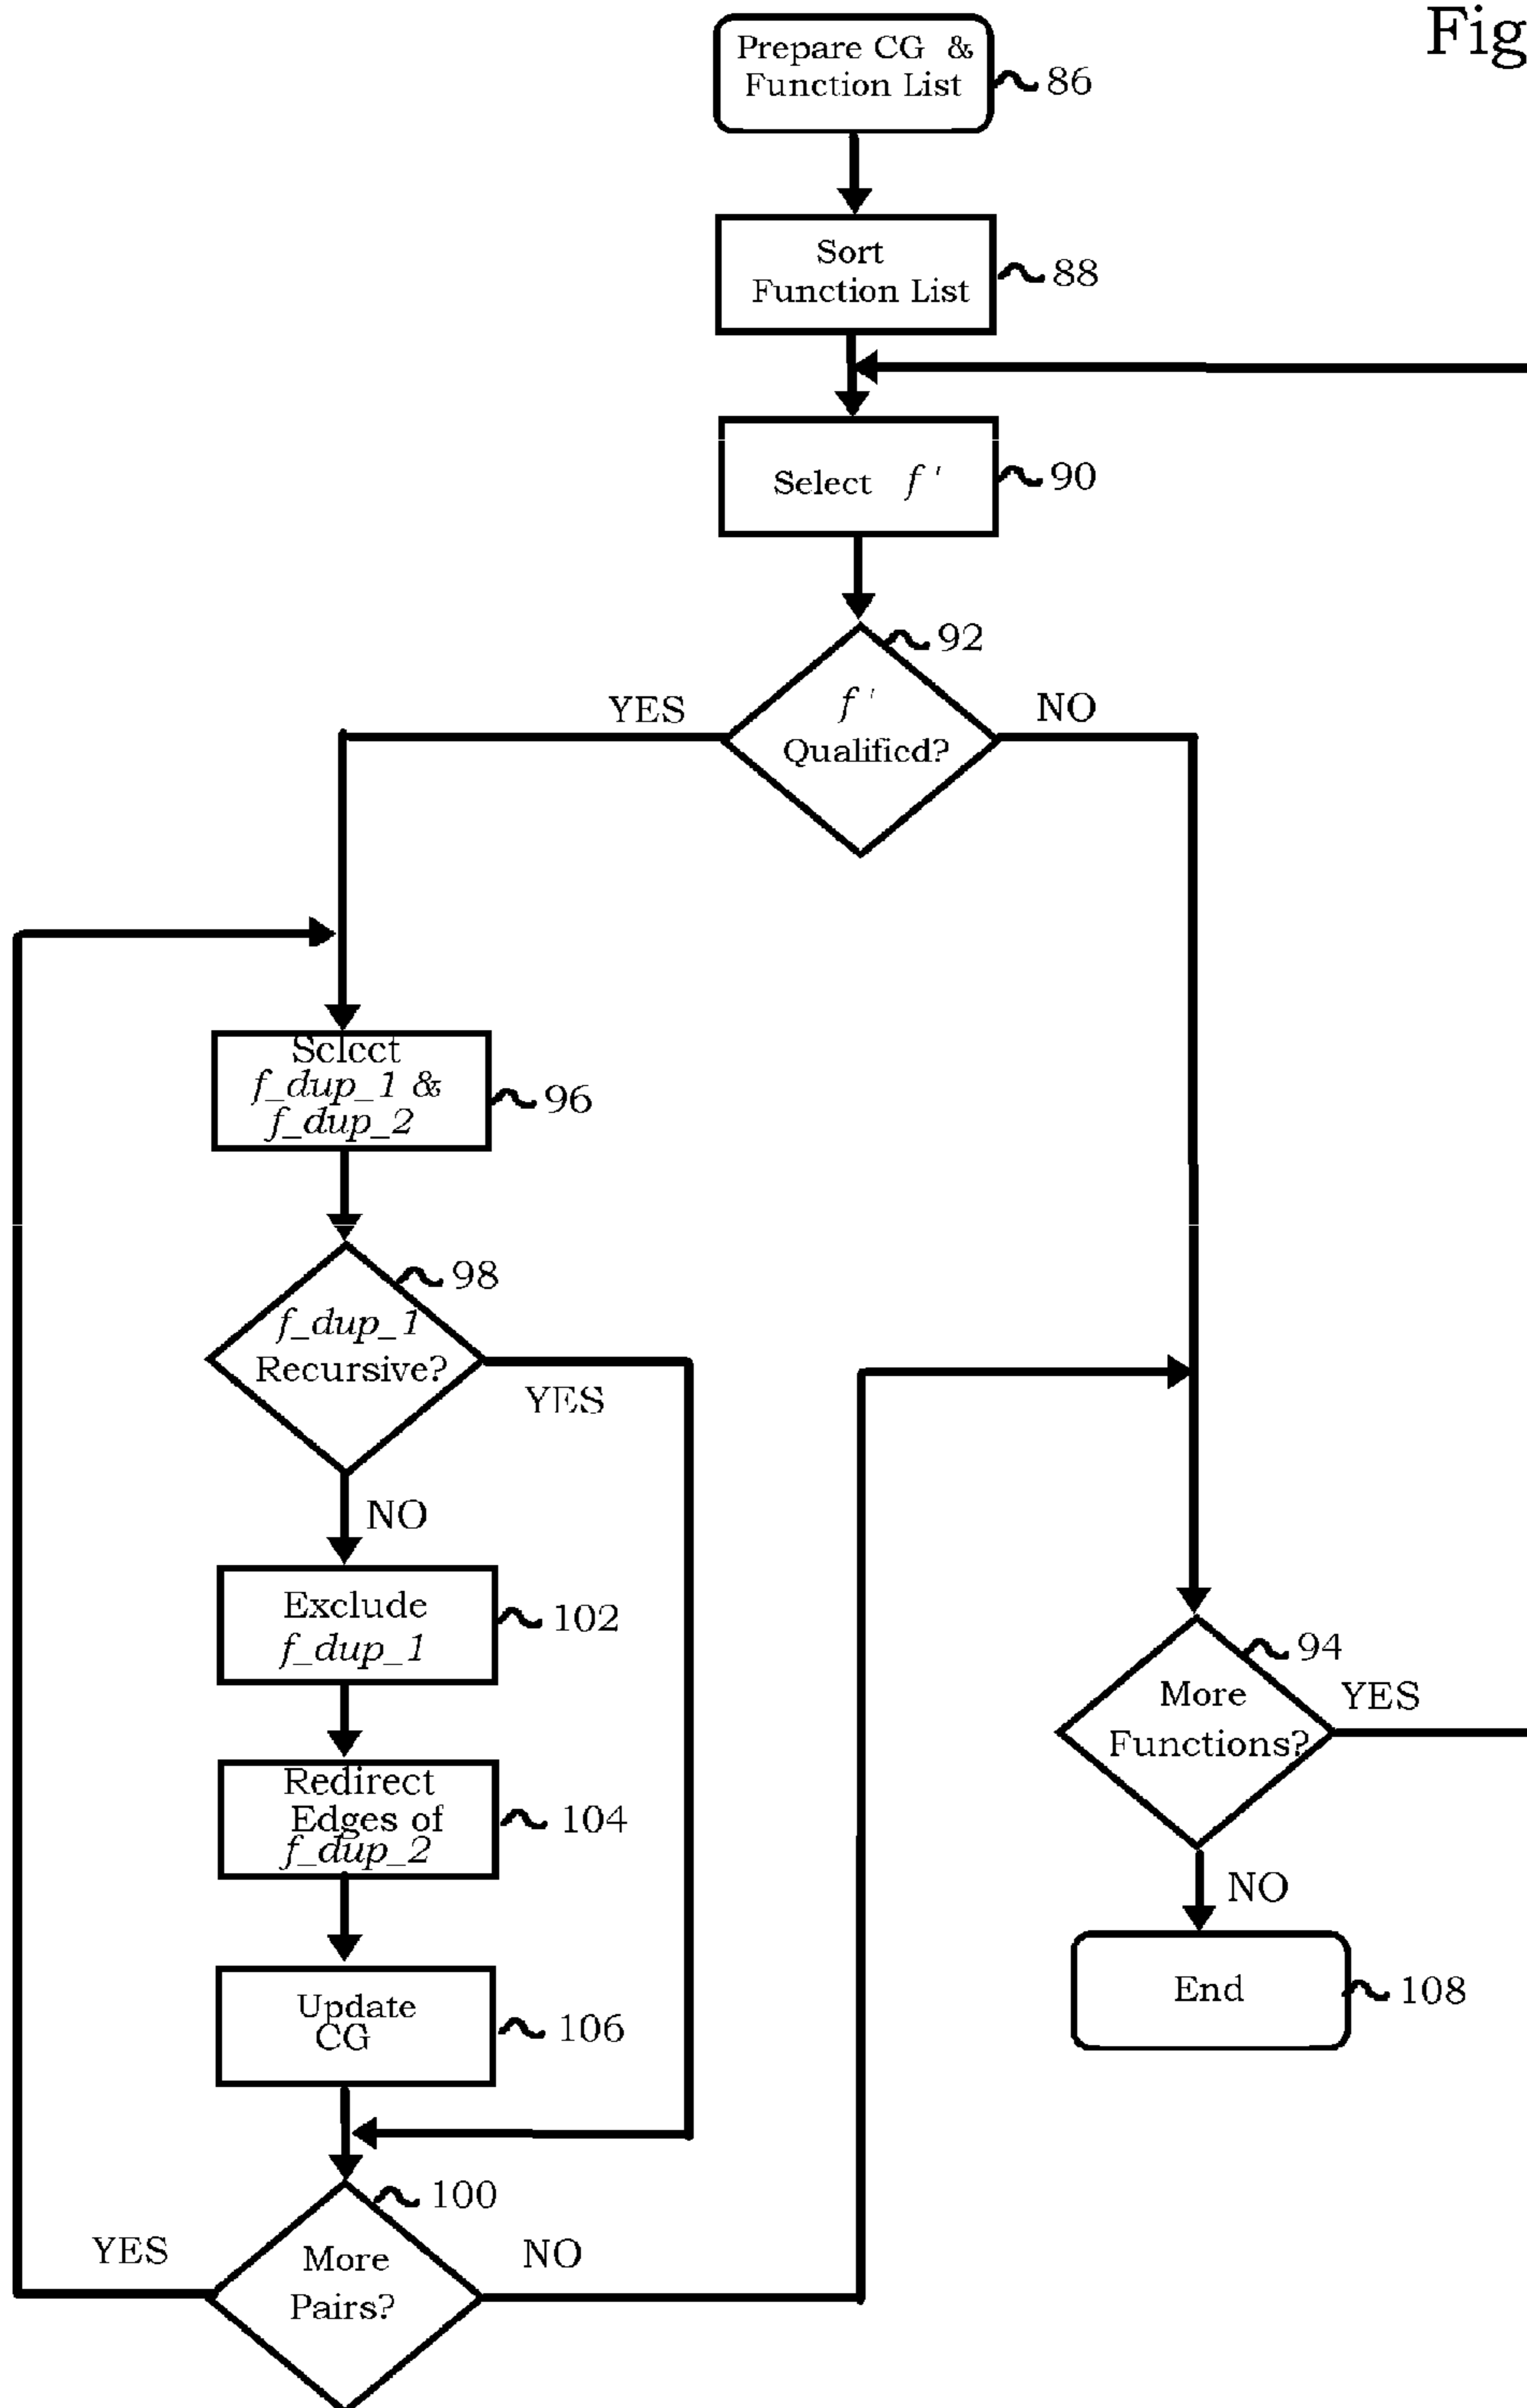 Fig
Prepare CG &
Function List
86
Sort
Function List
88
Select f '
90
92
f '
Qualified?
YES
NO
Select
f_dup_1 &
f_dup_2
96
98
f_dup_1
Recursive?
YES
NO
Exclude
f_dup_1
102
94
More
Functions?
YES
Redirect
Edges of
f_dup_2
104
NO
End
108
Update
CG
106
100
More
Pairs?
YES
NO